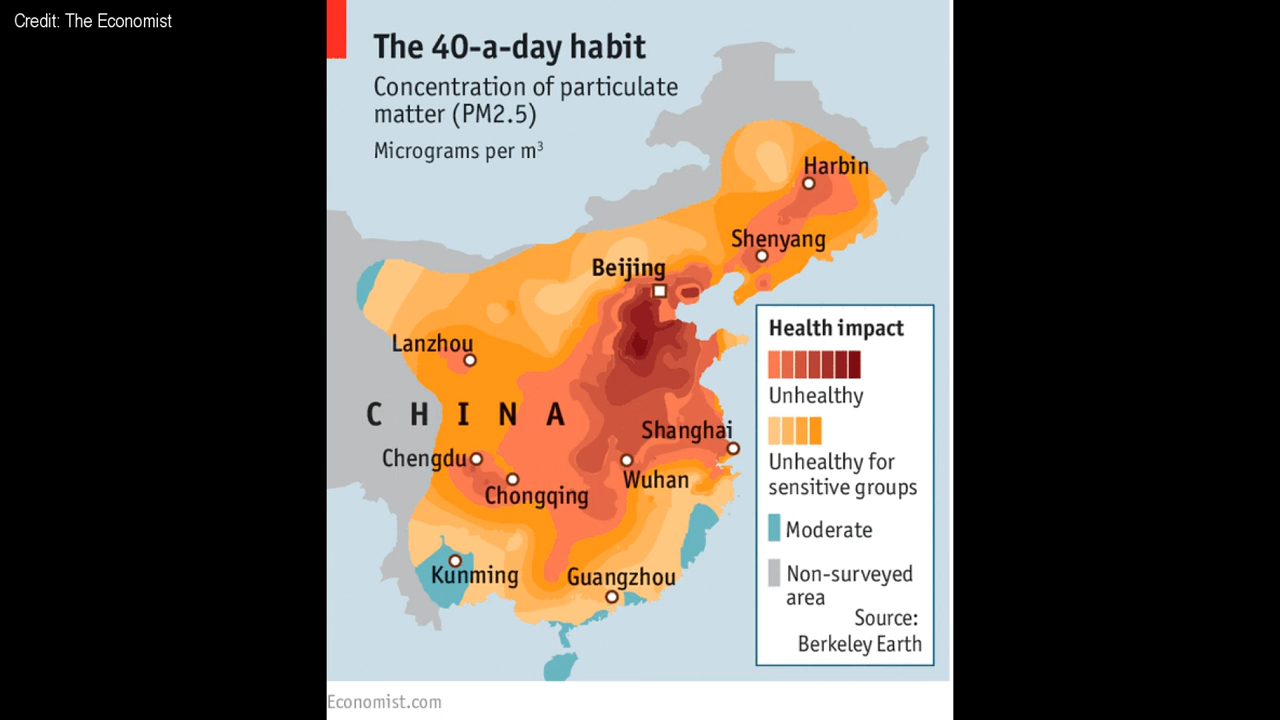 Credit: The Economist
The 40-a-day habit
Concentration of particulate
matter (PM2.5)
Micrograms per m³
Harbin
Shenyang
Beijing
Lanzhou
CHINA
Shanghai
Chengdu
Wuhan
Chongqing
Kunming
Guangzhou
Health impact
Unhealthy
Unhealthy for
sensitive groups
Moderate
Non-surveyed
area
Source:
Berkeley Earth
Economist.com